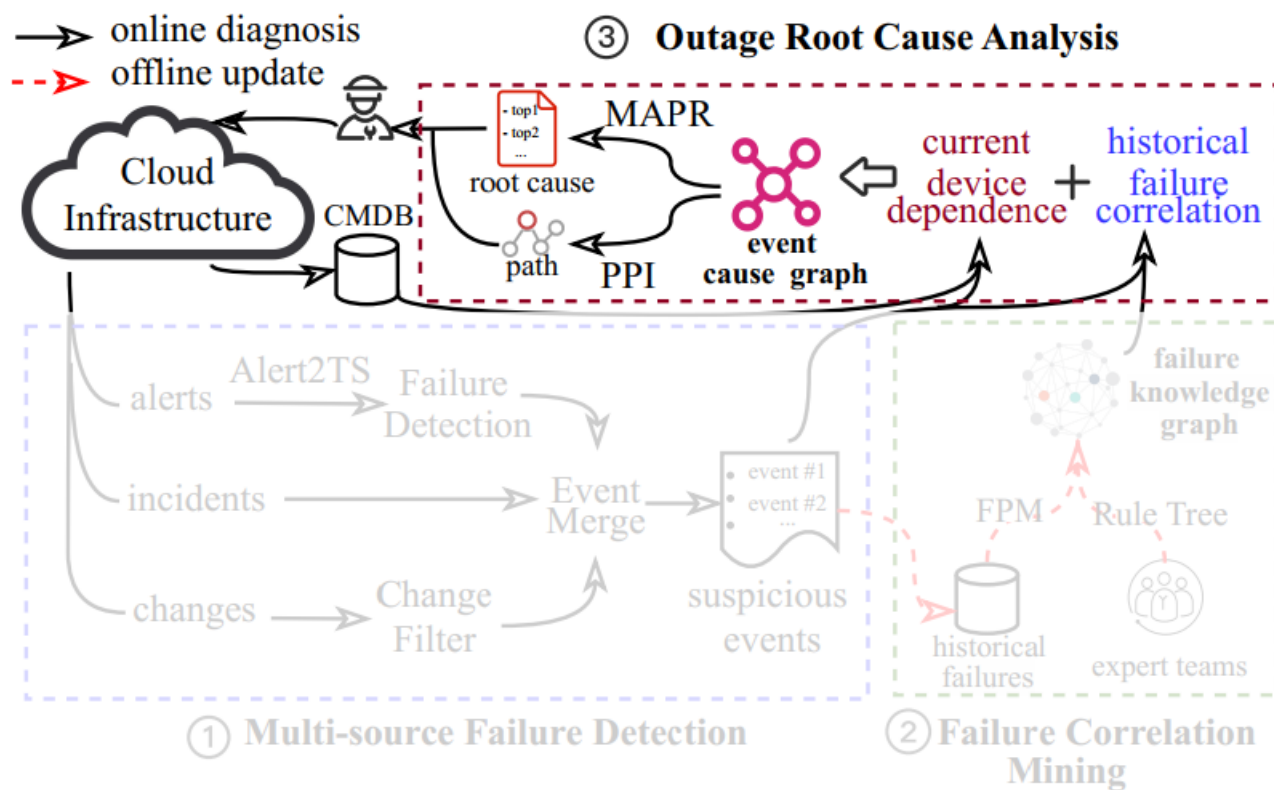 online diagnosis
offline update
③ Outage Root Cause Analysis
Cloud
Infrastructure
CMDB
- top1
- top2
...
root cause
path
MAPR
PPI
event
cause graph
current
device
dependence
+
historical
failure
correlation
alerts
Alert2TS
Failure
Detection
incidents
Event
Merge
changes
Change
Filter
event #1
event #2
...
suspicious
events
① Multi-source Failure Detection
failure
knowledge
graph
FPM
Rule Tree
historical
failures
expert teams
② Failure Correlation
Mining